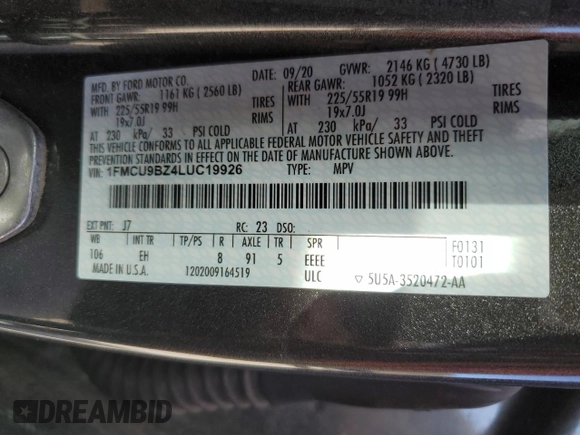 MFD. BY FORD MOTOR CO.
DATE: 09/20 GVWR: 2146 KG ( 4730 LB)
FRONT GAWR: 1161 KG ( 2560 LB) REAR GAWR: 1052 KG ( 2320 LB)
WITH 225/55R19 99H TIRES WITH 225/55R19 99H TIRES
19x7.0J RIMS 19x7.0J RIMS
AT 230 kPa/ 33 PSI COLD AT 230 kPa/ 33 PSI COLD
THIS VEHICLE CONFORMS TO ALL APPLICABLE FEDERAL MOTOR VEHICLE SAFETY AND THEFT
PREVENTION STANDARDS IN EFFECT ON THE DATE OF MANUFACTURE SHOWN ABOVE.
VIN: 1FMCU9BZ4LUC19926 TYPE: MPV
EXT PNT: J7 RC: 23 DSO: F0131
WB INT TR TP/PS R AXLE TR SPR T0101
106 EH 8 91 5 EEEE
MADE IN U.S.A. 1202009164519 ULC ▽ 5U5A-3520472-AA
DREAMBID